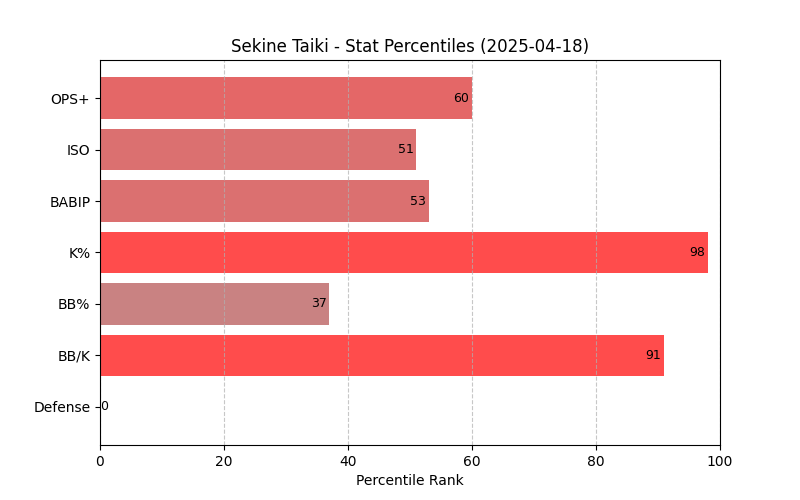 Sekine Taiki - Stat Percentiles (2025-04-18)
OPS+ 60
ISO 51
BABIP 53
K% 98
BB% 37
BB/K 91
Defense 0
0 20 40 60 80 100
Percentile Rank